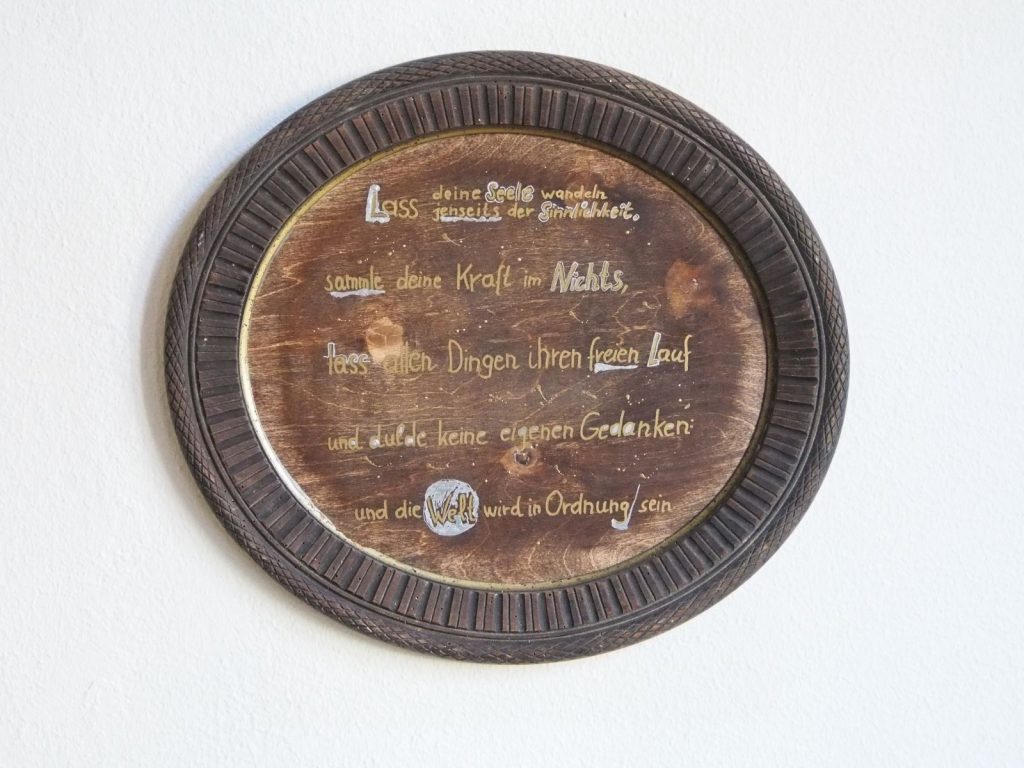 Lass deine Seele wandeln
jenseits der Sinnlichkeit.
sammle deine Kraft im Nichts,
lass allen Dingen ihren freien Lauf
und dulde keine eigenen Gedanken:
und die Welt wird in Ordnung sein